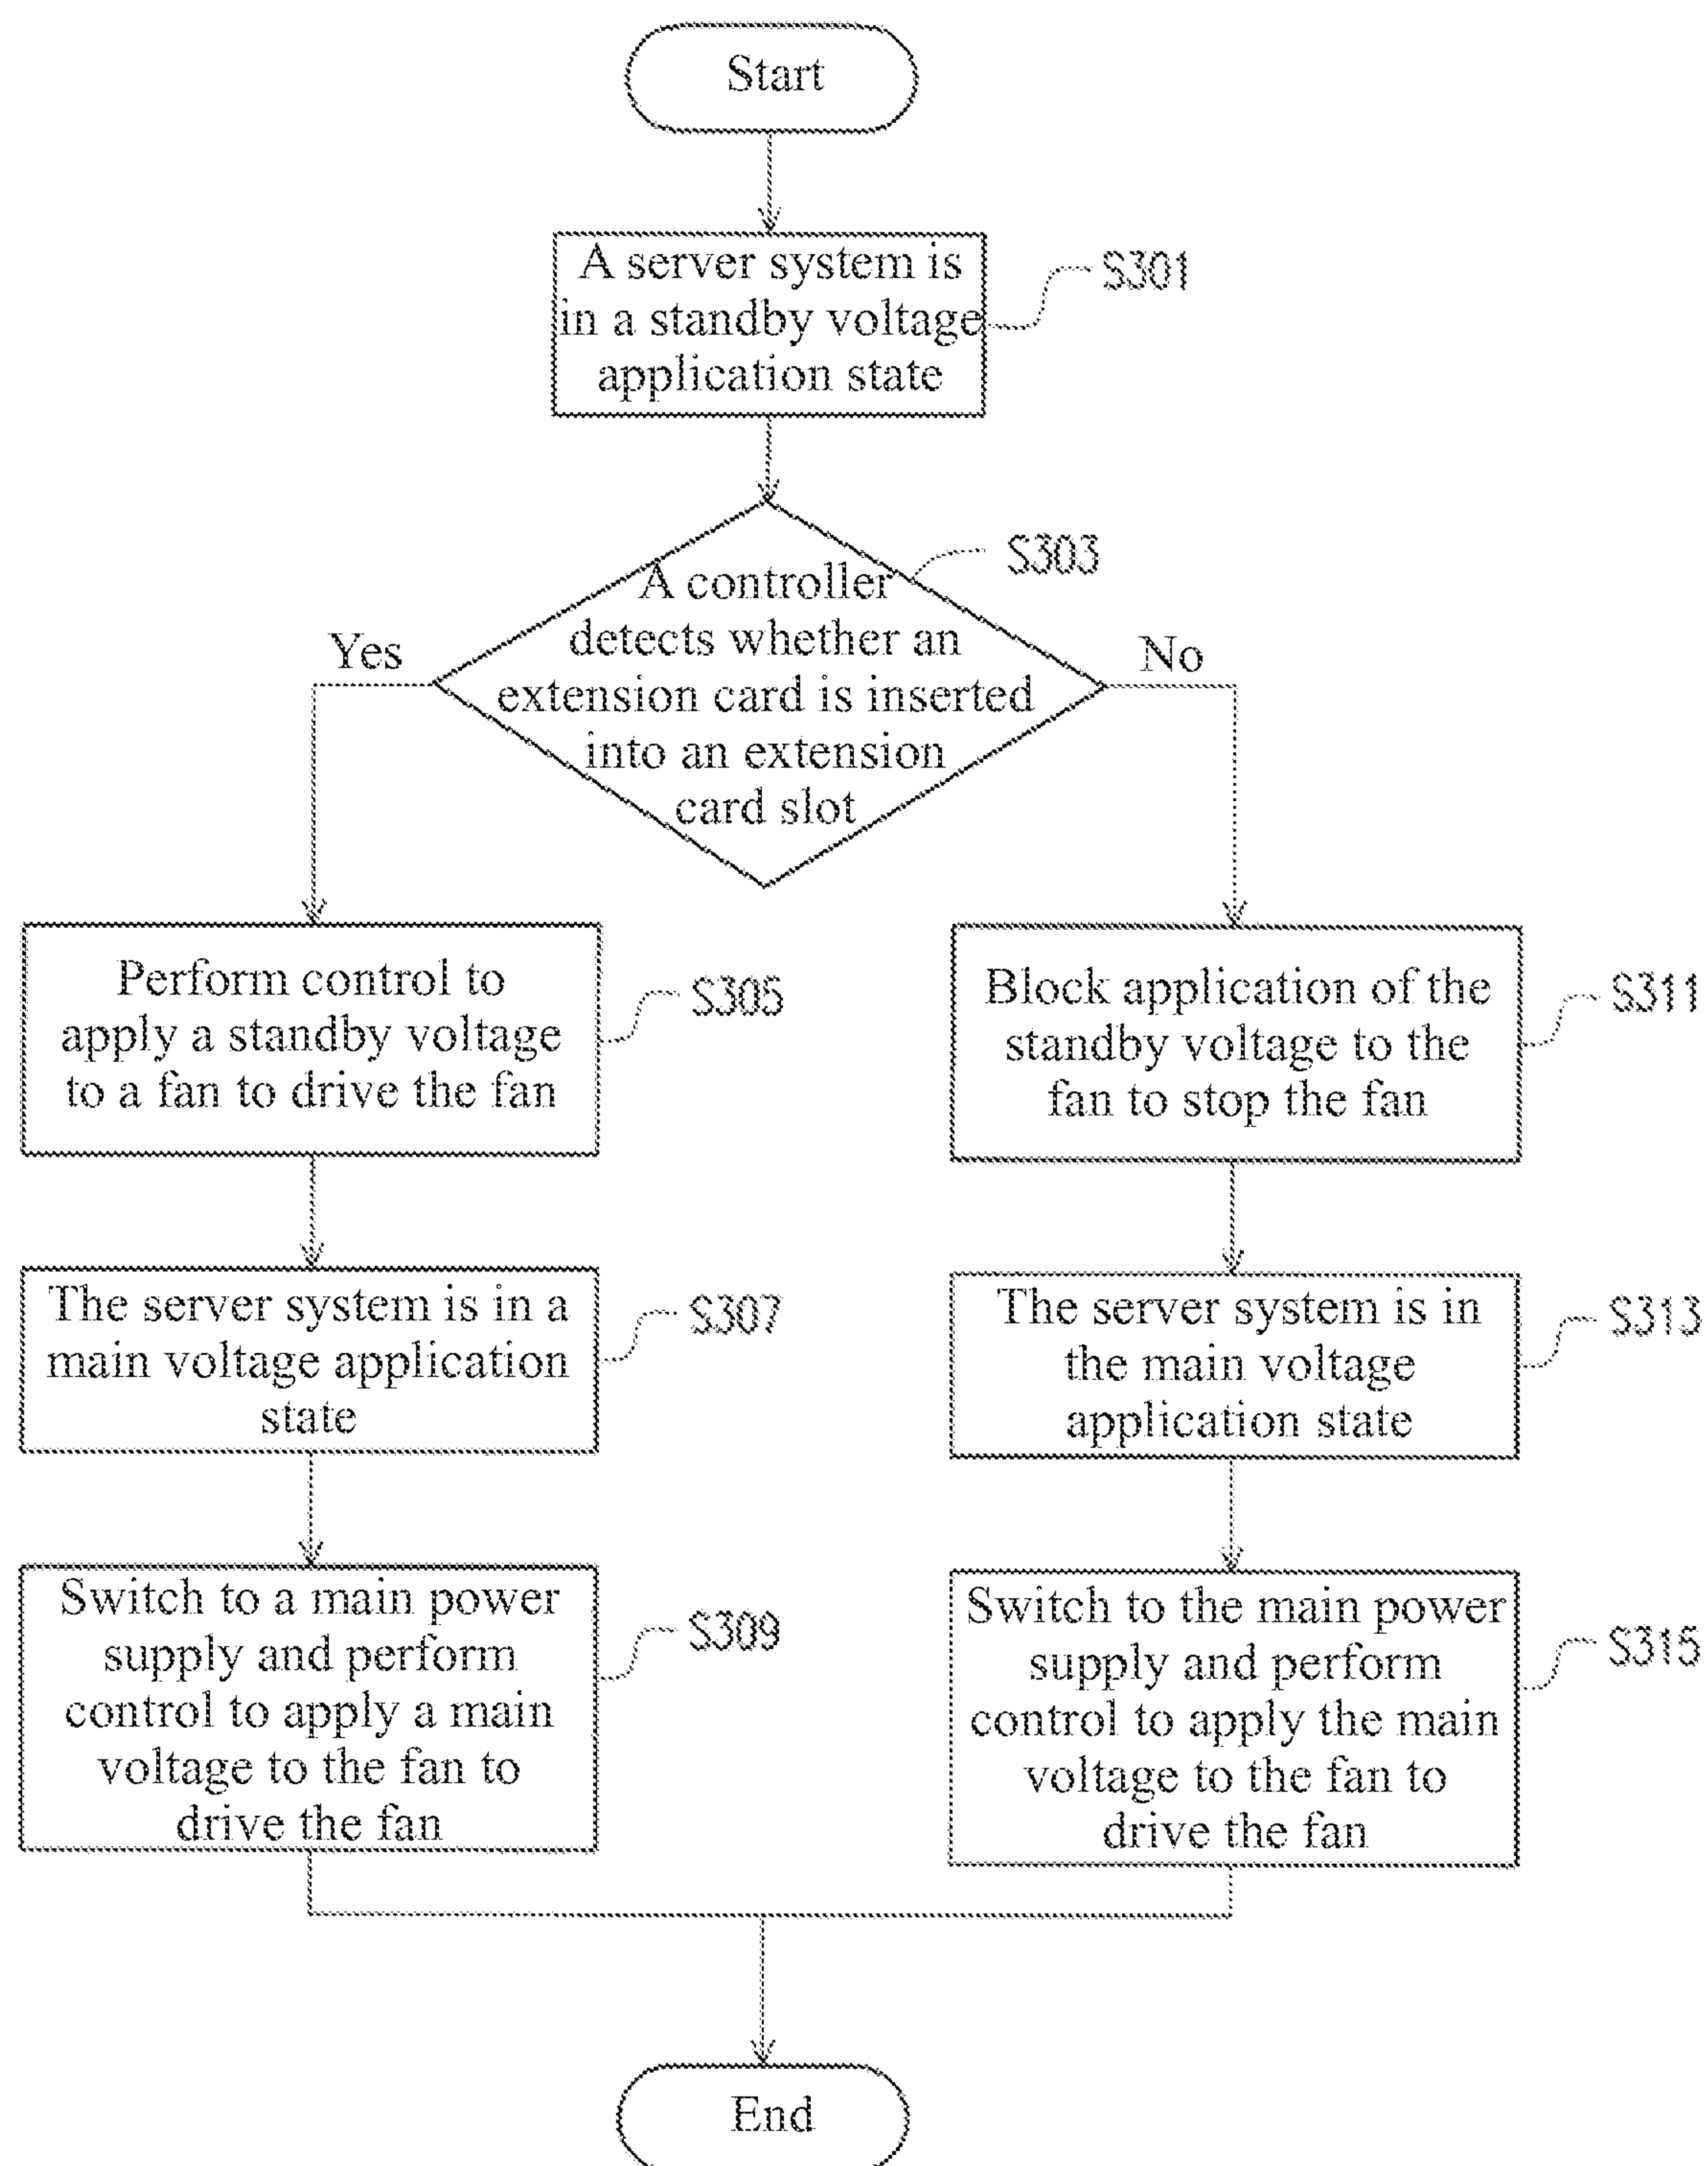 Start
A server system is
in a standby voltage
application state
S301
A controller
detects whether an
extension card is inserted
into an extension
card slot
S303
Yes
No
Perform control to
apply a standby voltage
to a fan to drive the fan
S305
Block application of the
standby voltage to the
fan to stop the fan
S311
The server system is in a
main voltage application
state
S307
The server system is in
the main voltage
application state
S313
Switch to a main power
supply and perform
control to apply a main
voltage to the fan to
drive the fan
S309
Switch to the main power
supply and perform
control to apply the main
voltage to the fan to
drive the fan
S315
End